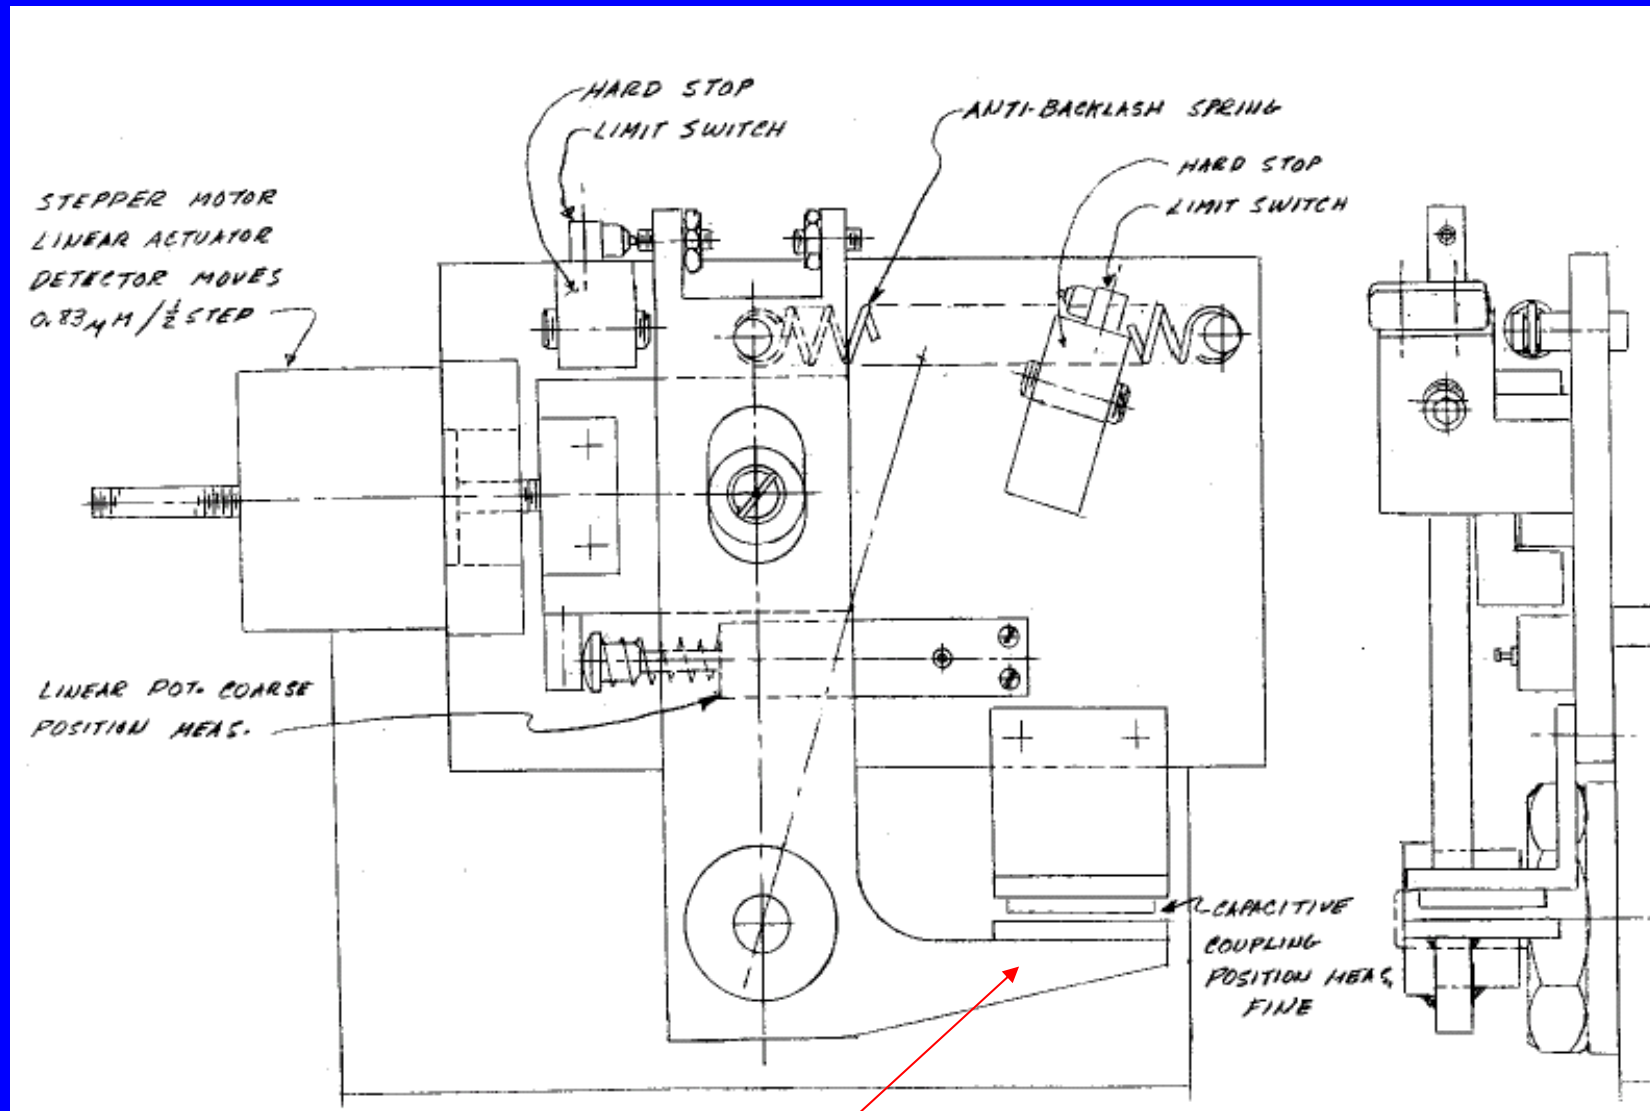 HARD STOP
LIMIT SWITCH
ANTI-BACKLASH SPRING
HARD STOP
LIMIT SWITCH
STEPPER MOTOR
LINEAR ACTUATOR
DETECTOR MOVES
0.83 μM / ½ STEP
LINEAR POT. COARSE
POSITION MEAS.
CAPACITIVE
COUPLING
POSITION MEAS.
FINE